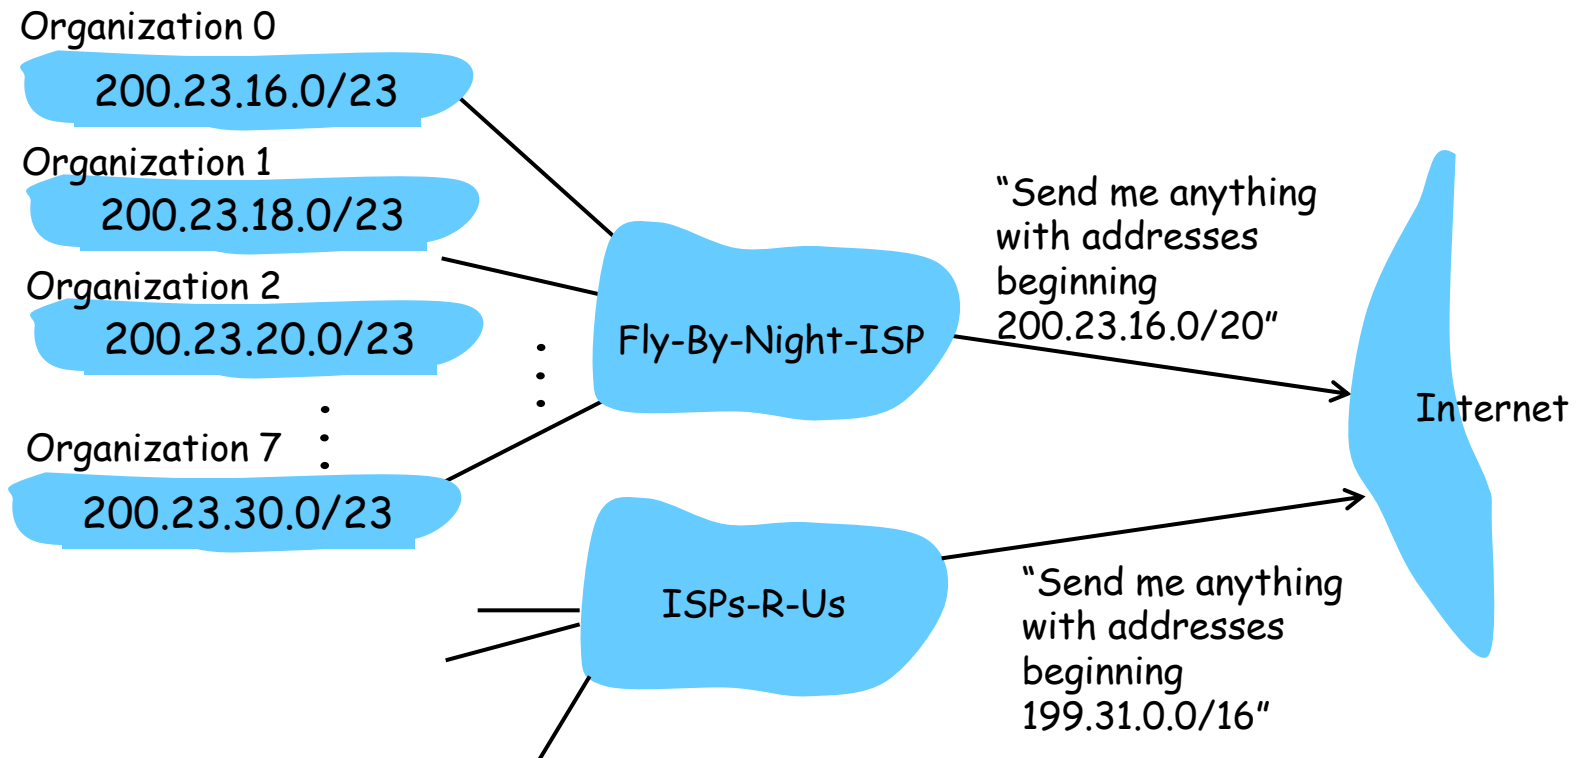 Organization 0
200.23.16.0/23
Organization 1
200.23.18.0/23
Organization 2
200.23.20.0/23
Organization 7
200.23.30.0/23
Fly-By-Night-ISP
“Send me anything
with addresses
beginning
200.23.16.0/20”
Internet
ISPs-R-Us
“Send me anything
with addresses
beginning
199.31.0.0/16”